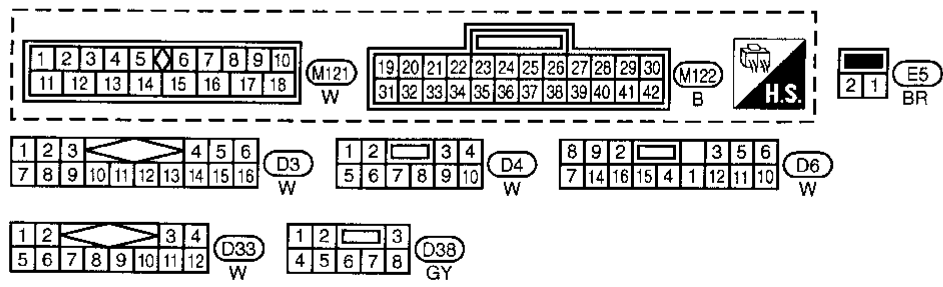 1 2 3 4 5 6 7 8 9 10
11 12 13 14 15 16 17 18
M121
W
19 20 21 22 23 24 25 26 27 28 29 30
31 32 33 34 35 36 37 38 39 40 41 42
M122
B
H.S.
2 1
E5
BR
1 2 3 4 5 6
7 8 9 10 11 12 13 14 15 16
D3
W
1 2 3 4
5 6 7 8 9 10
D4
W
8 9 2 3 5 6
7 14 16 15 4 1 12 11 10
D6
W
1 2 3 4
5 6 7 8 9 10 11 12
D33
W
1 2 3
4 5 6 7 8
D38
GY